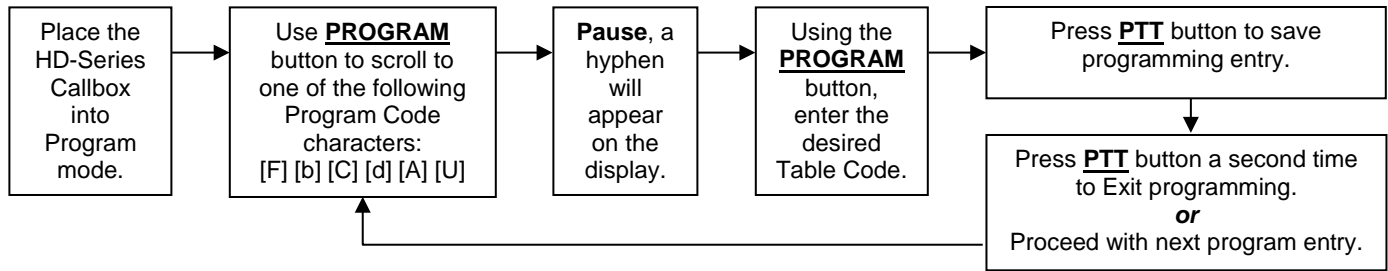 Place the
HD-Series
Callbox
into
Program
mode.
Use PROGRAM
button to scroll to
one of the following
Program Code
characters:
[F] [b] [C] [d] [A] [U]
Pause, a
hyphen
will
appear
on the
display.
Using the
PROGRAM
button,
enter the
desired
Table Code.
Press PTT button to save
programming entry.
Press PTT button a second time
to Exit programming.
or
Proceed with next program entry.